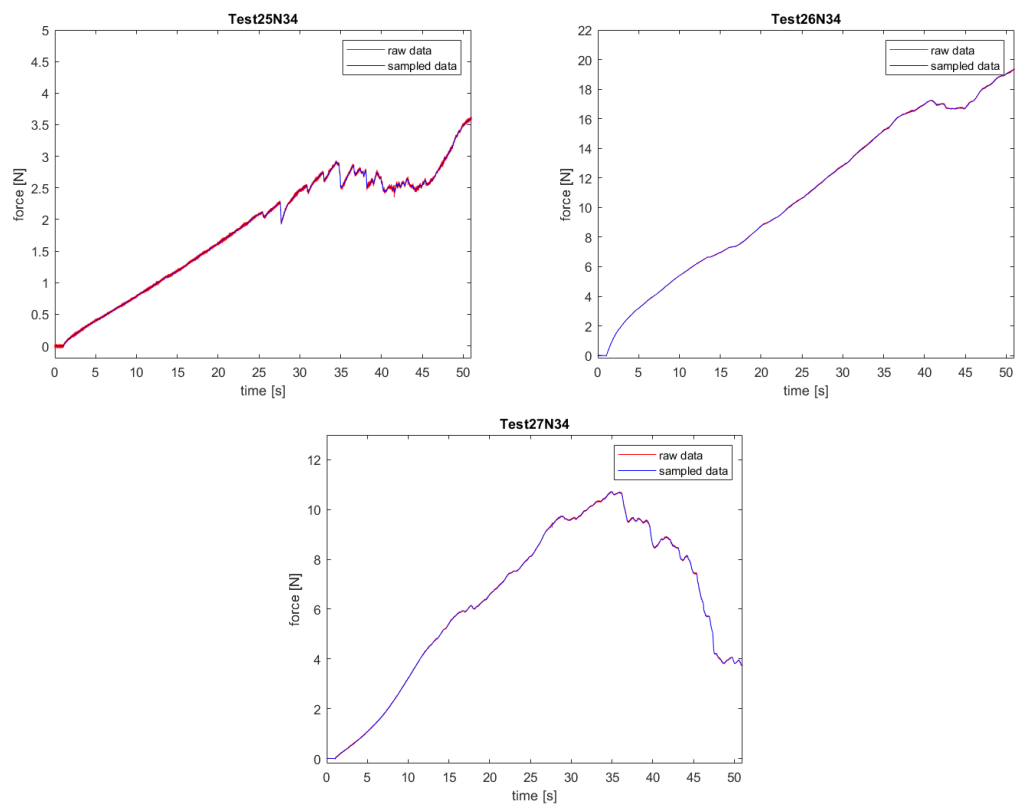 Test25N34
5
4.5
4
3.5
3
2.5
2
1.5
1
0.5
0
0 5 10 15 20 25 30 35 40 45 50
time [s]
force [N]
raw data
sampled data
Test26N34
22
20
18
16
14
12
10
8
6
4
2
0
0 5 10 15 20 25 30 35 40 45 50
time [s]
force [N]
raw data
sampled data
Test27N34
12
10
8
6
4
2
0
0 5 10 15 20 25 30 35 40 45 50
time [s]
force [N]
raw data
sampled data